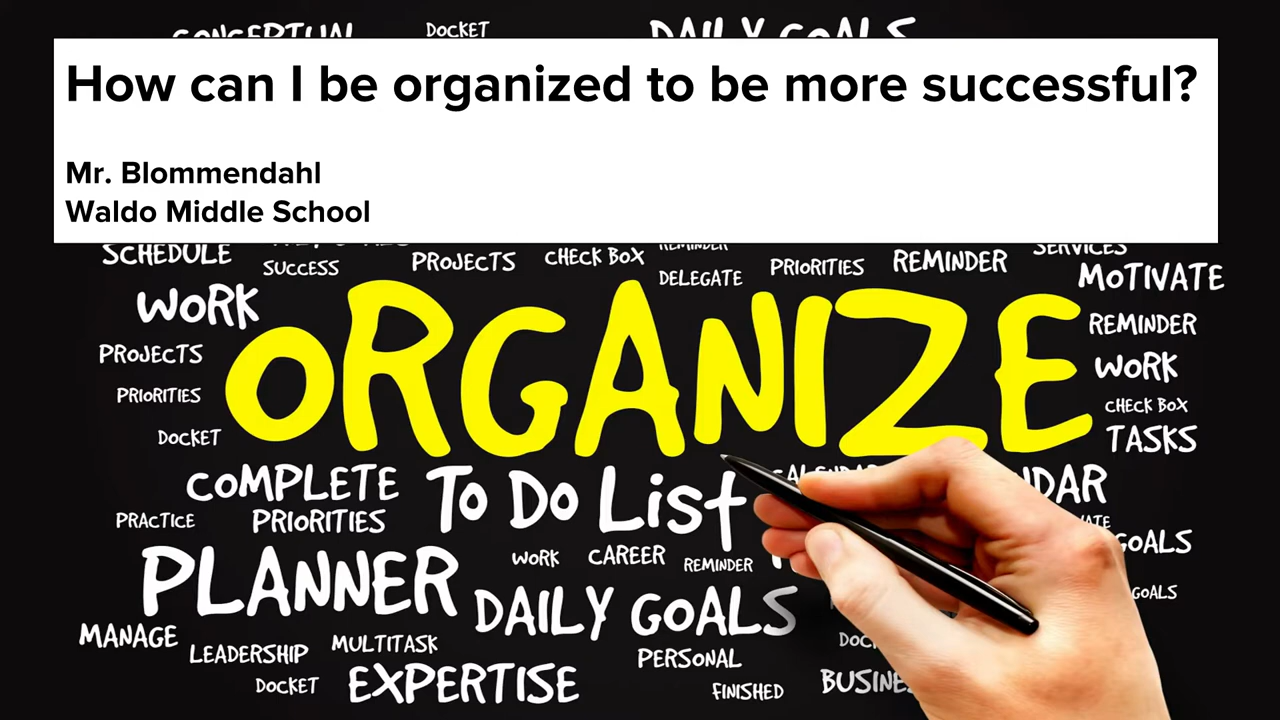 CONCEPTUAL
DOCKET
DAILY GOALS
How can I be organized to be more successful?
Mr. Blommendahl
Waldo Middle School
SCHEDULE
SUCCESS
PROJECTS
CHECK BOX
REMINDER
DELEGATE
PRIORITIES
REMINDER
SERVICES
MOTIVATE
WORK
ORGANIZE
REMINDER
PROJECTS
WORK
PRIORITIES
CHECK BOX
DOCKET
TASKS
COMPLETE
To Do List
CALENDAR
DAR
PRACTICE
PRIORITIES
GOALS
PLANNER
WORK
CAREER
REMINDER
DAILY GOALS
GOALS
MANAGE
LEADERSHIP
MULTITASK
PERSONAL
DOCKET
EXPERTISE
FINISHED
BUSINES